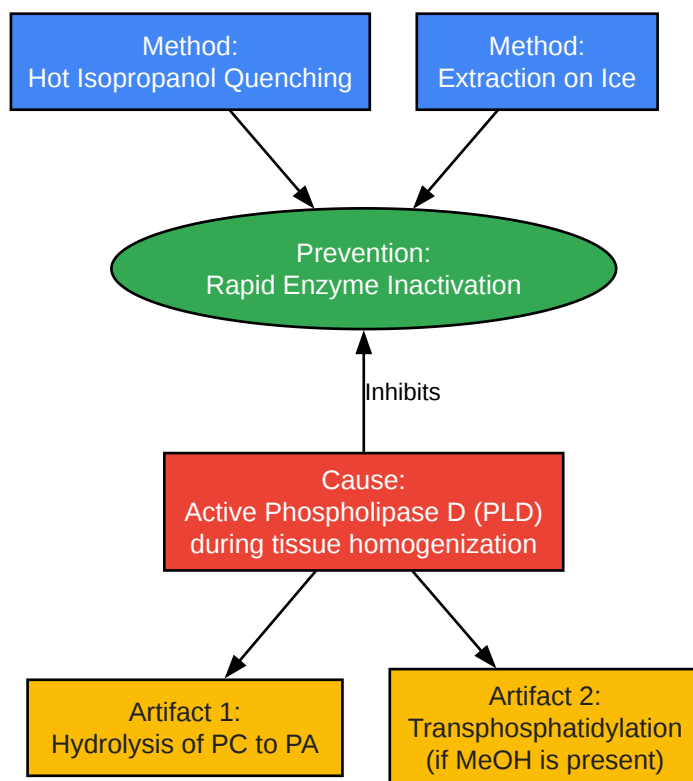 Method:
Hot Isopropanol Quenching
Method:
Extraction on Ice
Prevention:
Rapid Enzyme Inactivation
Inhibits
Cause:
Active Phospholipase D (PLD)
during tissue homogenization
Artifact 1:
Hydrolysis of PC to PA
Artifact 2:
Transphosphatidylation
(if MeOH is present)